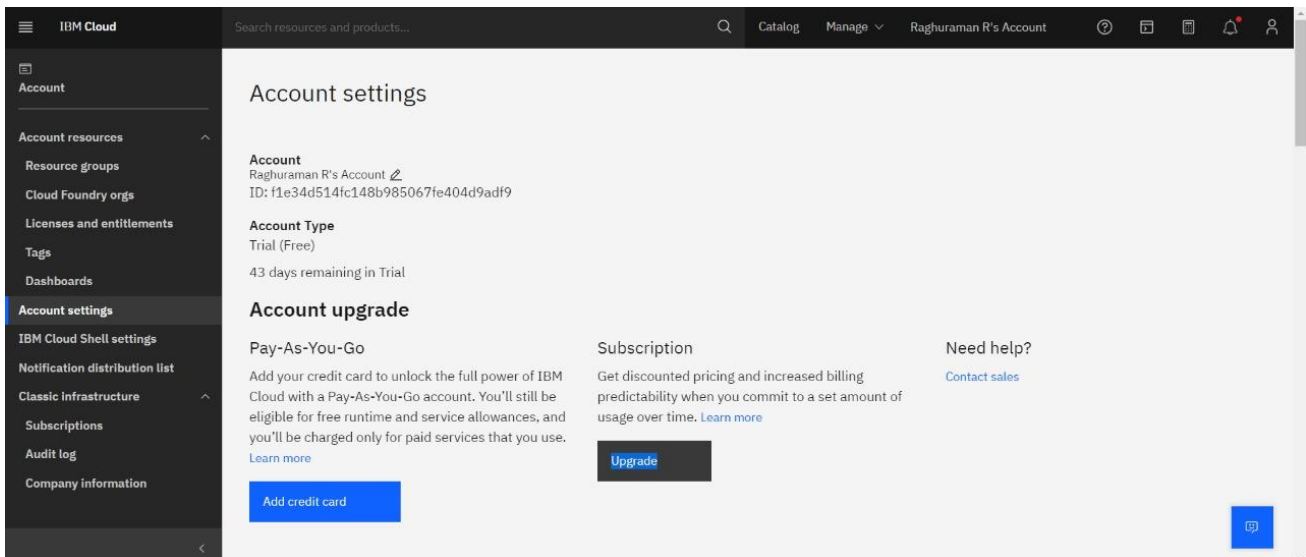 IBM Cloud
Search resources and products...
Catalog
Manage
Raghuraman R's Account
Account
Account resources
Resource groups
Cloud Foundry orgs
Licenses and entitlements
Tags
Dashboards
Account settings
IBM Cloud Shell settings
Notification distribution list
Classic infrastructure
Subscriptions
Audit log
Company information
Account settings
Account
Raghuraman R's Account
ID: f1e34d514fc148b985067fe404d9adf9
Account Type
Trial (Free)
43 days remaining in Trial
Account upgrade
Pay-As-You-Go
Add your credit card to unlock the full power of IBM
Cloud with a Pay-As-You-Go account. You'll still be
eligible for free runtime and service allowances, and
you'll be charged only for paid services that you use.
Learn more
Add credit card
Subscription
Get discounted pricing and increased billing
predictability when you commit to a set amount of
usage over time. Learn more
Upgrade
Need help?
Contact sales